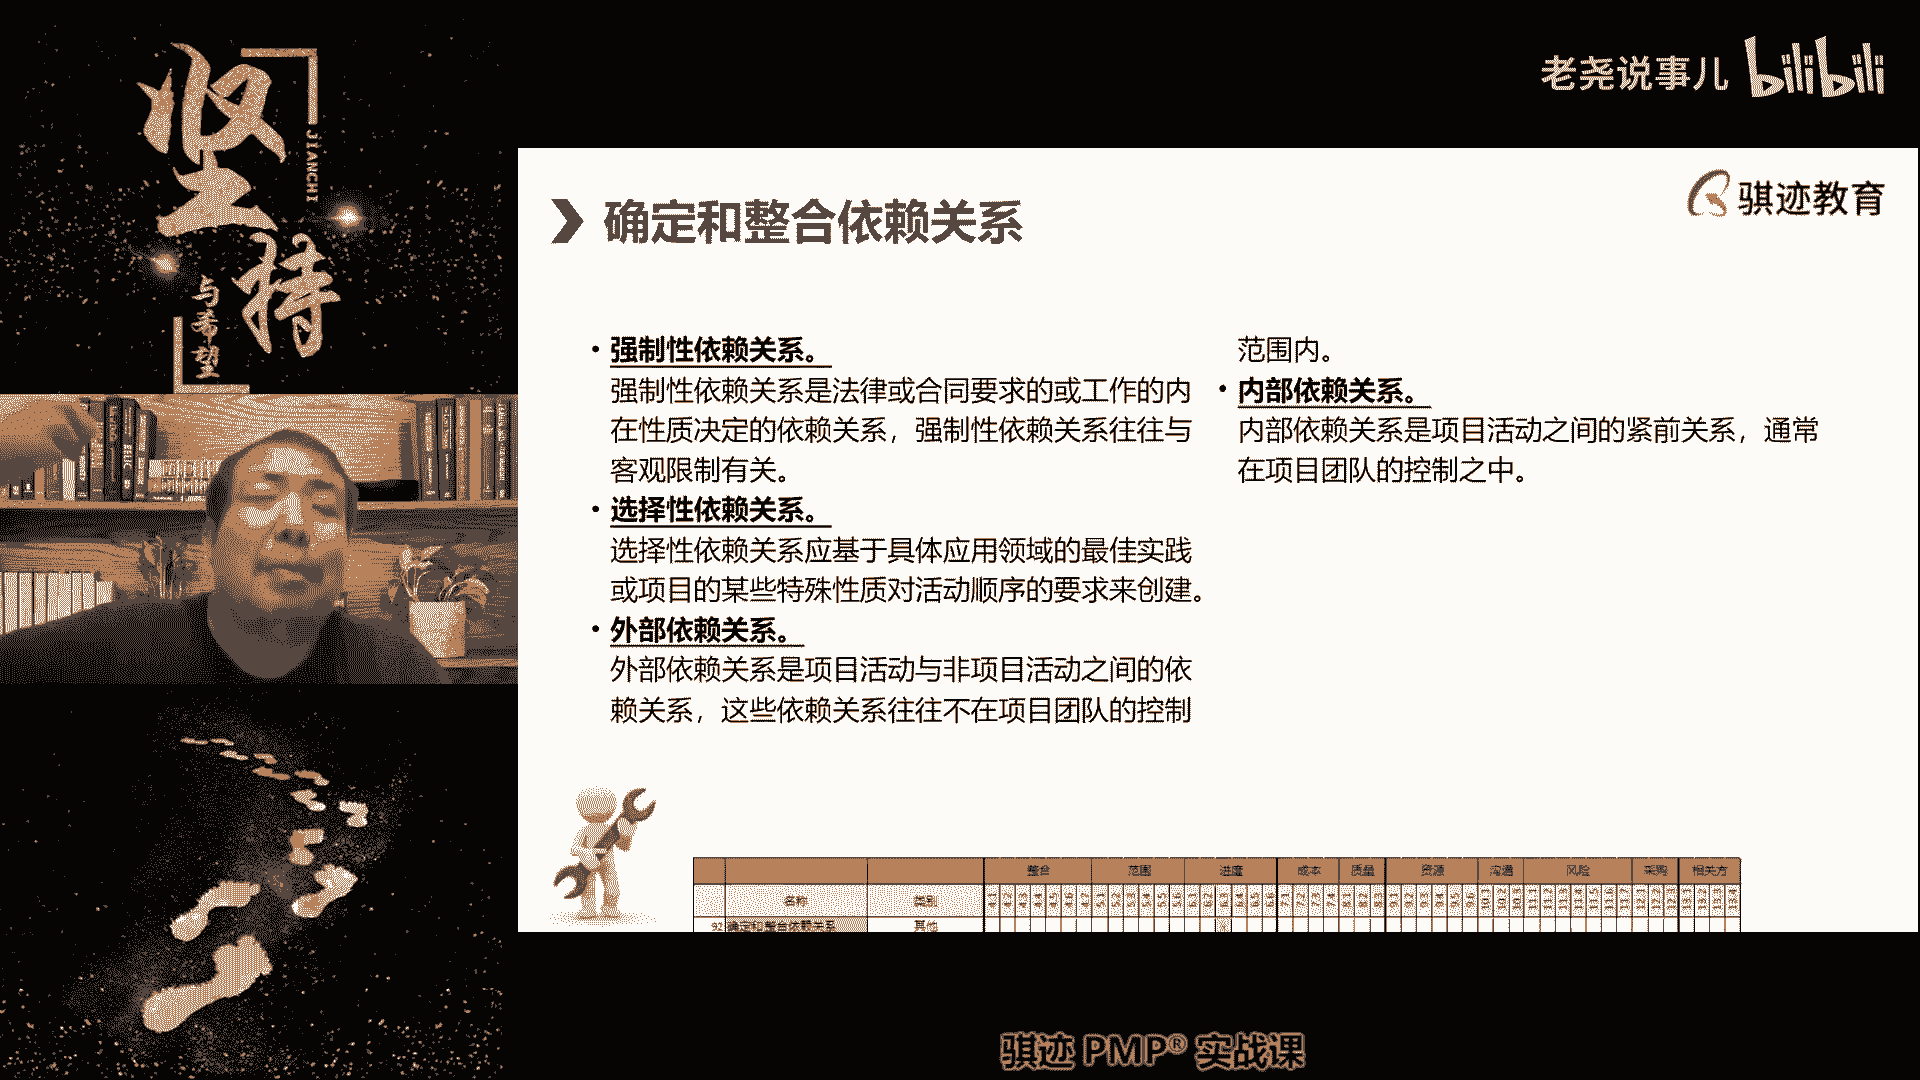 坚持
JIANCHI
与希望
老尧说事儿 bilibili
骐迹教育
确定和整合依赖关系
• 强制性依赖关系。
强制性依赖关系是法律或合同要求的或工作的内
在性质决定的依赖关系，强制性依赖关系往往与
客观限制有关。
• 选择性依赖关系。
选择性依赖关系应基于具体应用领域的最佳实践
或项目的某些特殊性质对活动顺序的要求来创建。
• 外部依赖关系。
外部依赖关系是项目活动与非项目活动之间的依
赖关系，这些依赖关系往往不在项目团队的控制
范围内。
• 内部依赖关系。
内部依赖关系是项目活动之间的紧前关系，通常
在项目团队的控制之中。
整合 范围 进度 成本 质量 资源 沟通 风险 采购 相关方
名称 类别
92 确定和整合依赖关系 其他
骐迹 PMP® 实战课